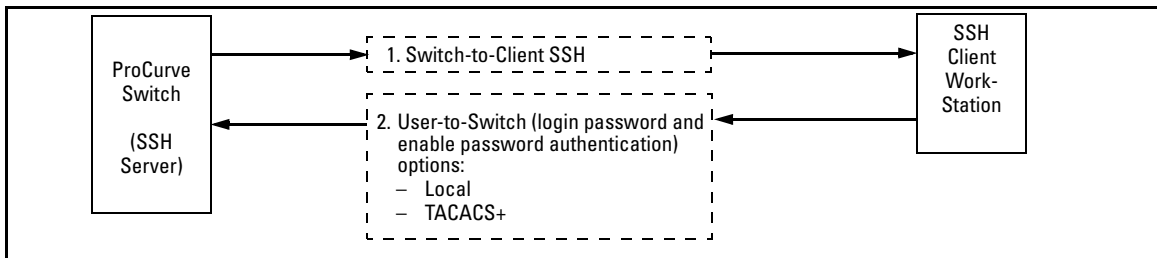 ProCurve
Switch
(SSH
Server)
1. Switch-to-Client SSH
2. User-to-Switch (login password and
enable password authentication)
options:
– Local
– TACACS+
SSH
Client
Work-
Station